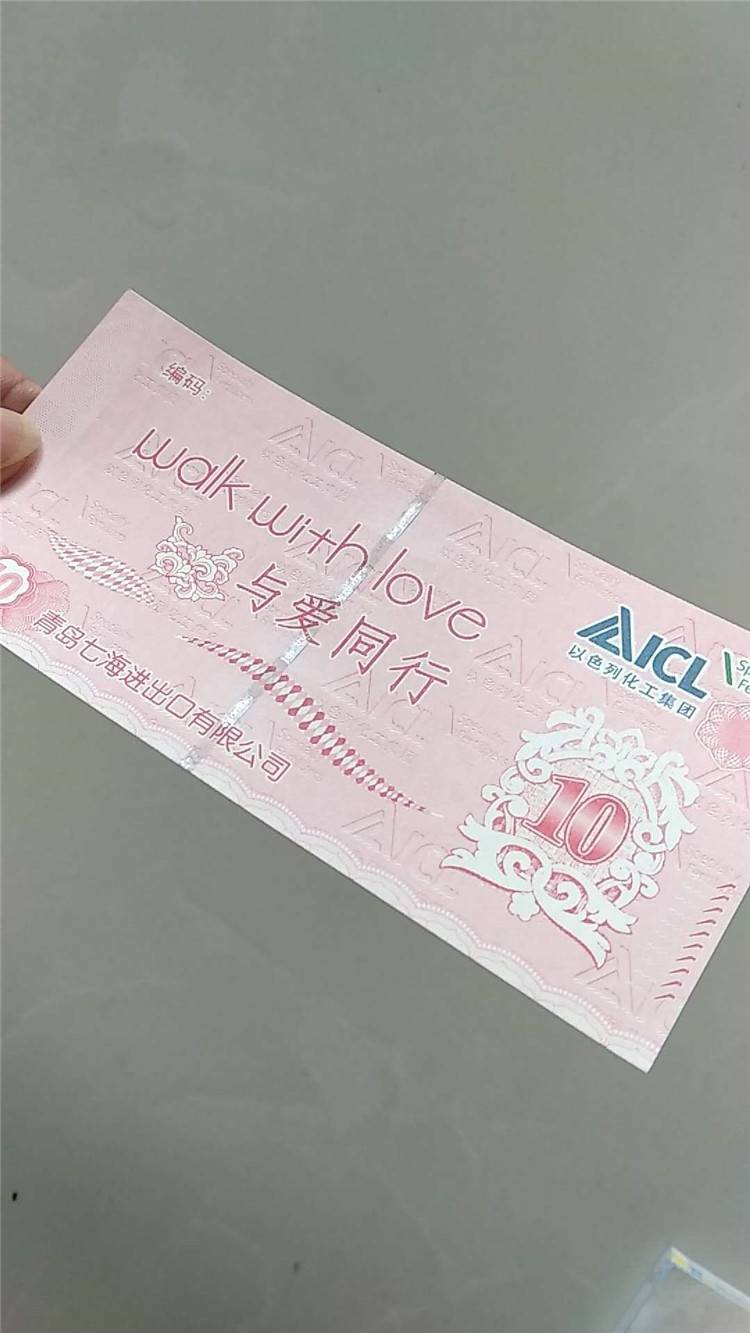 编码:
walk with love
与爱同行
青岛七海进出口有限公司
ICL
以色列化工集团
10